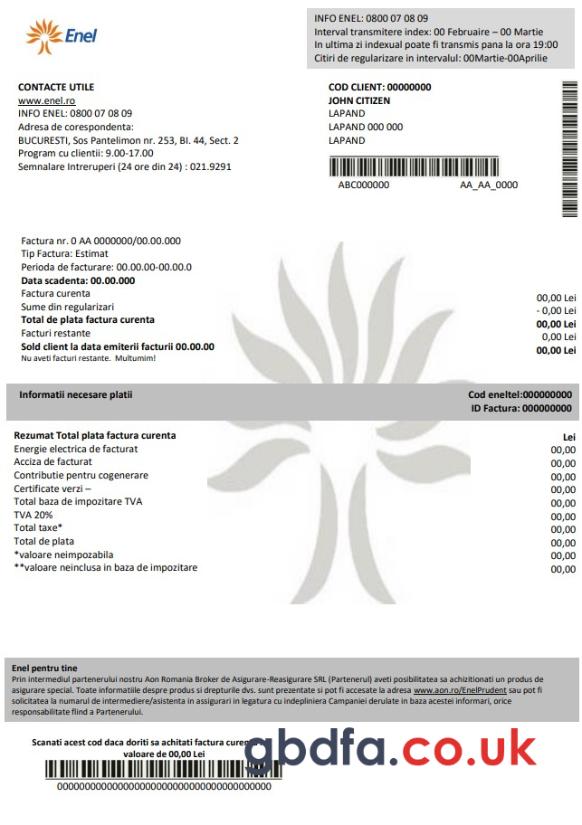 Enel
INFO ENEL: 0800 07 08 09
Interval transmitere index: 00 Februaire – 00 Martie
In ultima zi indexual poate fi transmis pana la ora 19:00
Citiri de regularizare in intervalul: 00Martie-00Aprilie
CONTACTE UTILE
www.enel.ro
INFO ENEL: 0800 07 08 09
Adresa de corespondenta:
BUCURESTI, Sos Pantelimon nr. 253, Bl. 44, Sect. 2
Program cu clientii: 9.00-17.00
Semnalare Intreruperi (24 ore din 24) : 021.9291
COD CLIENT: 00000000
JOHN CITIZEN
LAPAND
LAPAND 000 000
LAPAND
ABC000000 AA_AA_0000
Factura nr. 0 AA 0000000/00.00.000
Tip Factura: Estimat
Perioda de facturare: 00.00.00-00.00.0
Data scadenta: 00.00.000
Factura curenta 00,00 Lei
Sume din regularizari - 0,00 Lei
Total de plata factura curenta 00,00 Lei
Facturi restante 0,00 Lei
Sold client la data emiterii facturii 00.00.00 00,00 Lei
Nu aveti facturi restante. Multumim!
Informatii necesare platii Cod eneltel:000000000
ID Factura: 000000000
Rezumat Total plata factura curenta Lei
Energie electrica de facturat 00,00
Acciza de facturat 00,00
Contributie pentru cogenerare 00,00
Certificate verzi – 00,00
Total baza de impozitare TVA 00,00
TVA 20% 00,00
Total taxe* 00,00
Total de plata 00,00
*valoare neimpozabila 00,00
**valoare neinclusa in baza de impozitare 00,00
Enel pentru tine
Prin intermediul partenerului nostru Aon Romania Broker de Asigurare-Reasigurare SRL (Partenerul) aveti posibilitatea sa achizitionati un produs de
asigurare special. Toate informatiile despre produs si drepturile dvs. sunt prezentate si pot fi accesate la adresa www.aon.ro/EnelPrudent sau pot fi
solicitate la numarul de intermediere/asistenta in asigurari in legatura cu indepliniera Campaniei derulate in baza acestei informari, orice
responsabilitate fiind a Partenerului.
Scanati acest cod daca doriti sa achitati factura
valoare de 00,00 Lei
gbdfa.co.uk
00000000000000000000000000000000000000